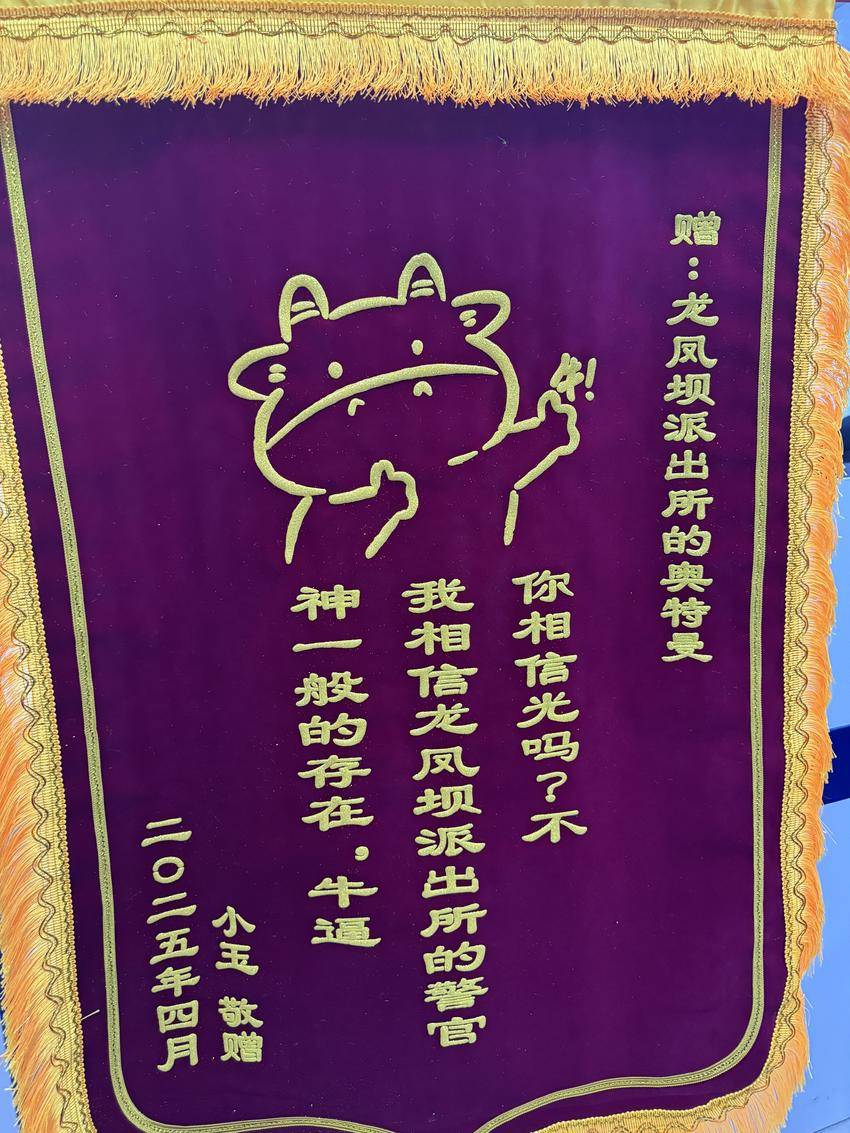 赠：龙凤坝派出所的奥特曼
牛！
你相信光吗？不
我相信龙凤坝派出所的警官
神一般的存在，牛逼
小玉 敬赠
二〇二五年四月